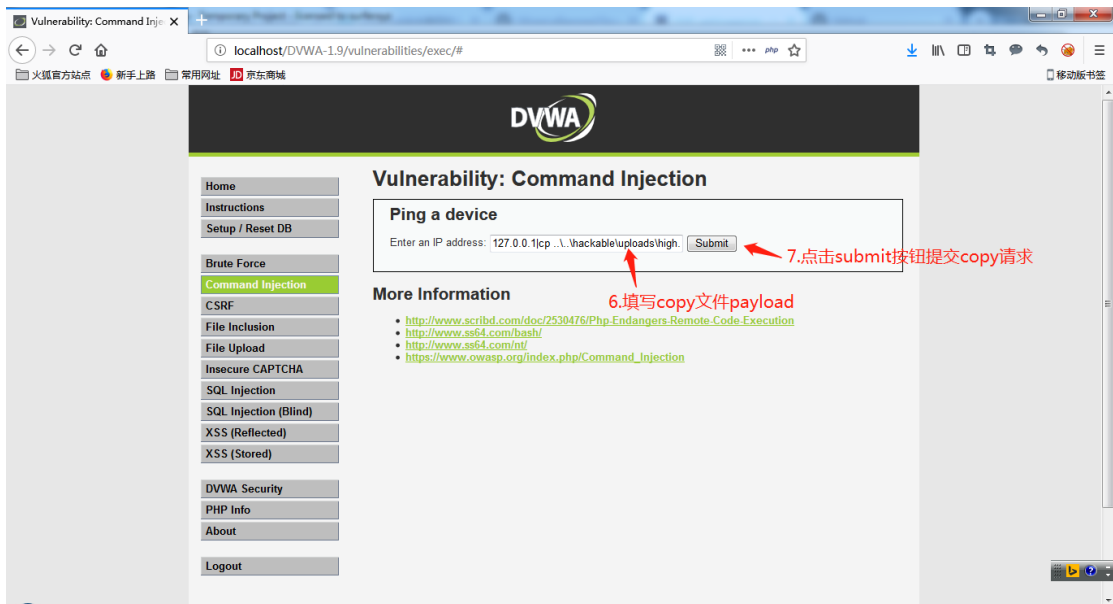 Vulnerability: Command Inje
localhost/DVWA-1.9/vulnerabilities/exec/#
php
火狐官方站点 新手上路 常用网址 JD 京东商城 移动版书签
DVWA
Home
Instructions
Setup / Reset DB
Brute Force
Command Injection
CSRF
File Inclusion
File Upload
Insecure CAPTCHA
SQL Injection
SQL Injection (Blind)
XSS (Reflected)
XSS (Stored)
DVWA Security
PHP Info
About
Logout
Vulnerability: Command Injection
Ping a device
Enter an IP address: 127.0.0.1|cp ..\..\hackable\uploads\high. Submit
7.点击submit按钮提交copy请求
6.填写copy文件payload
More Information
http://www.scribd.com/doc/2530476/Php-Endangers-Remote-Code-Execution
http://www.ss64.com/bash/
http://www.ss64.com/nt/
https://www.owasp.org/index.php/Command_Injection